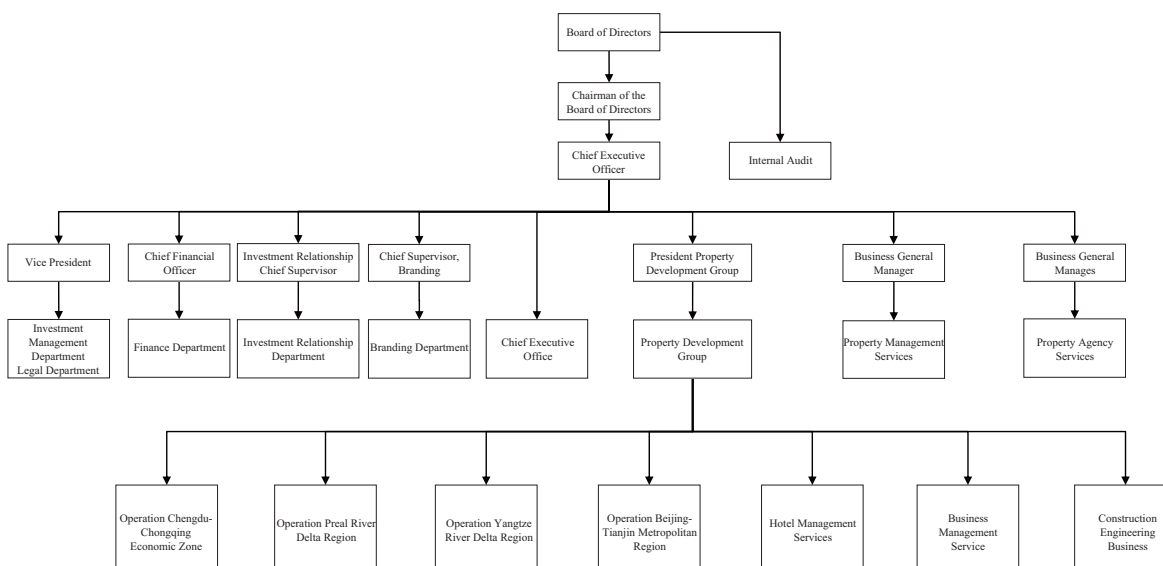 Board of Directors
Chairman of the
Board of Directors
Chief Executive
Officer
Internal Audit
Vice President
Chief Financial
Officer
Investment Relationship
Chief Supervisor
Chief Supervisor,
Branding
President Property
Development Group
Business General
Manager
Business General
Manages
Investment
Management
Department
Legal Department
Finance Department
Investment Relationship
Department
Branding Department
Chief Executive
Office
Property Development
Group
Property Management
Services
Property Agency
Services
Operation Chengdu-
Chongqing
Economic Zone
Operation Preal River
Delta Region
Operation Yangtze
River Delta Region
Operation Beijing-
Tianjin Metropolitan
Region
Hotel Management
Services
Business
Management
Service
Construction
Engineering
Business